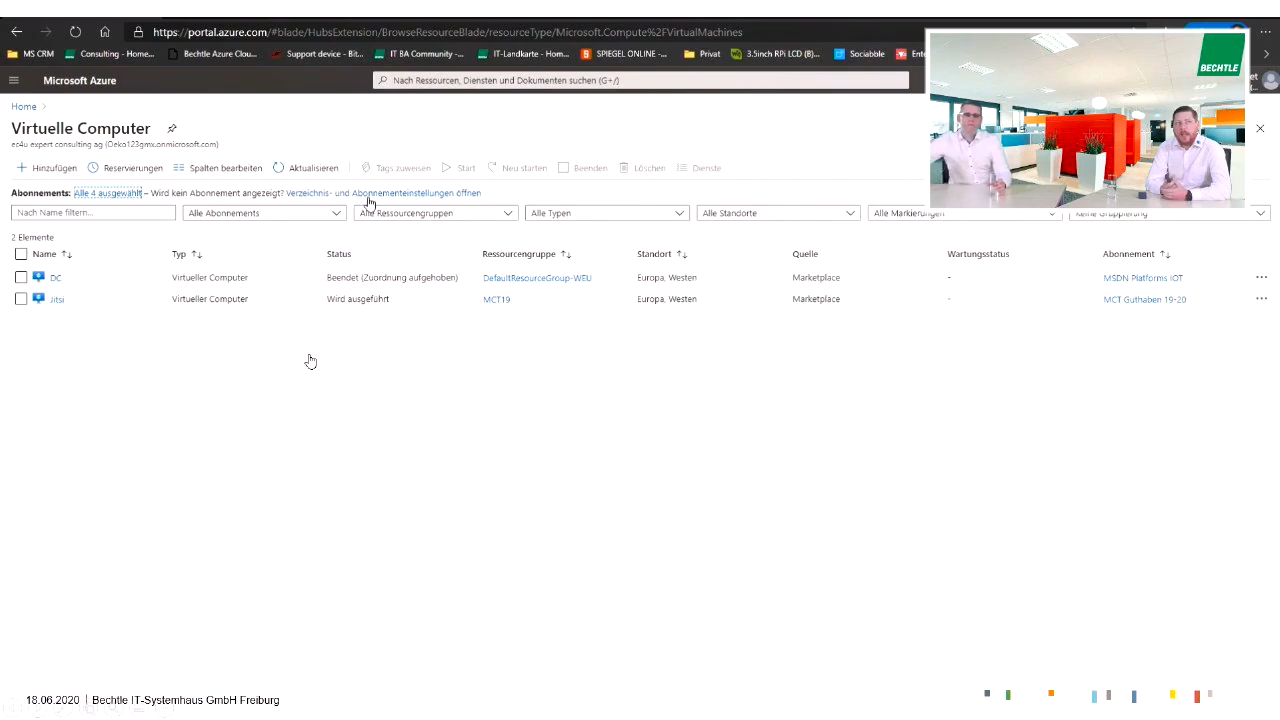 https://portal.azure.com/#blade/HubsExtension/BrowseResourceBlade/resourceType/Microsoft.Compute%2FVirtualMachines
MS CRM Consulting - Home... Bechtle Azure Cloud... Support device - Bit... IT BA Community -... IT-Landkarte - Hom... SPIEGEL ONLINE -... Privat 3.5inch RPi LCD (B)... Sociabble
Microsoft Azure Nach Ressourcen, Diensten und Dokumenten suchen (G+/)
BECHTLE
Home >
Virtuelle Computer
ec4u expert consulting ag (Oeko123gmx.onmicrosoft.com)
Hinzufügen Reservierungen Spalten bearbeiten Aktualisieren Tags zuweisen Start Neu starten Beenden Löschen Dienste
Abonnements: Alle 4 ausgewählt – Wird kein Abonnement angezeigt? Verzeichnis- und Abonnementeinstellungen öffnen
Nach Name filtern... Alle Abonnements Alle Ressourcengruppen Alle Typen Alle Standorte Alle Markierungen Keine Gruppierung
2 Elemente
Name Typ Status Ressourcengruppe Standort Quelle Wartungsstatus Abonnement
DC Virtueller Computer Beendet (Zuordnung aufgehoben) DefaultResourceGroup-WEU Europa, Westen Marketplace - MSDN Platforms IOT ...
Jitsi Virtueller Computer Wird ausgeführt MCT19 Europa, Westen Marketplace - MCT Guthaben 19-20 ...
18.06.2020 | Bechtle IT-Systemhaus GmbH Freiburg